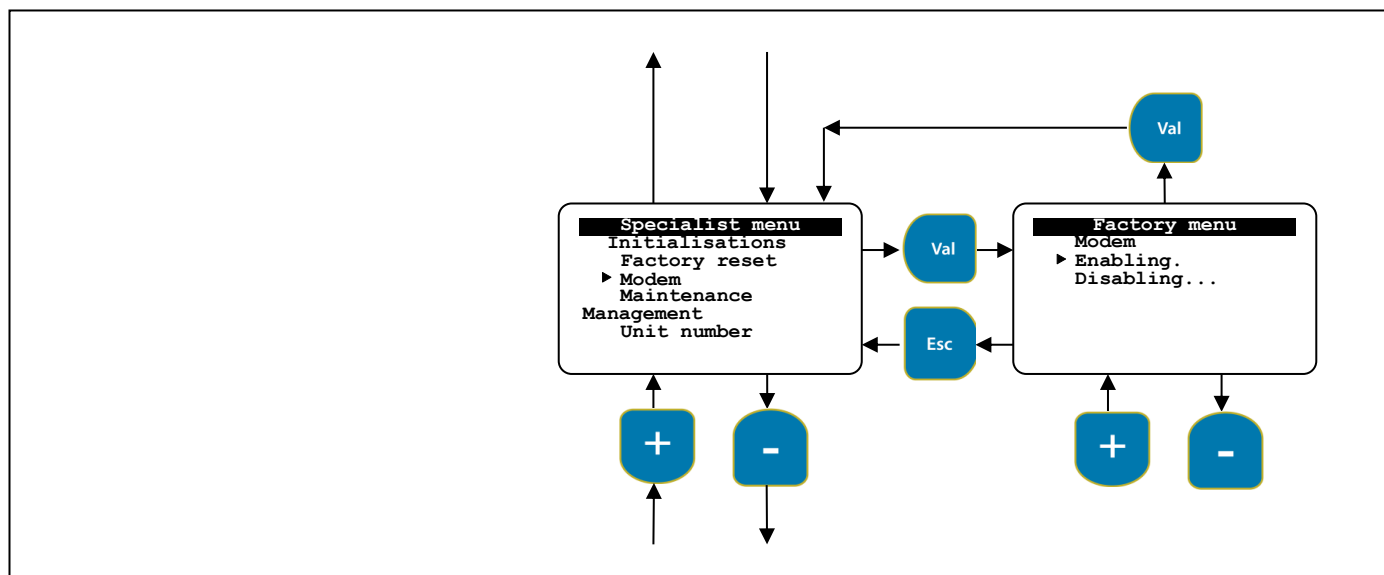 Val
Specialist menu
Initialisations
Factory reset
Modem
Maintenance
Management
Unit number
Val
Esc
Factory menu
Modem
Enabling.
Disabling...
+
-
+
-